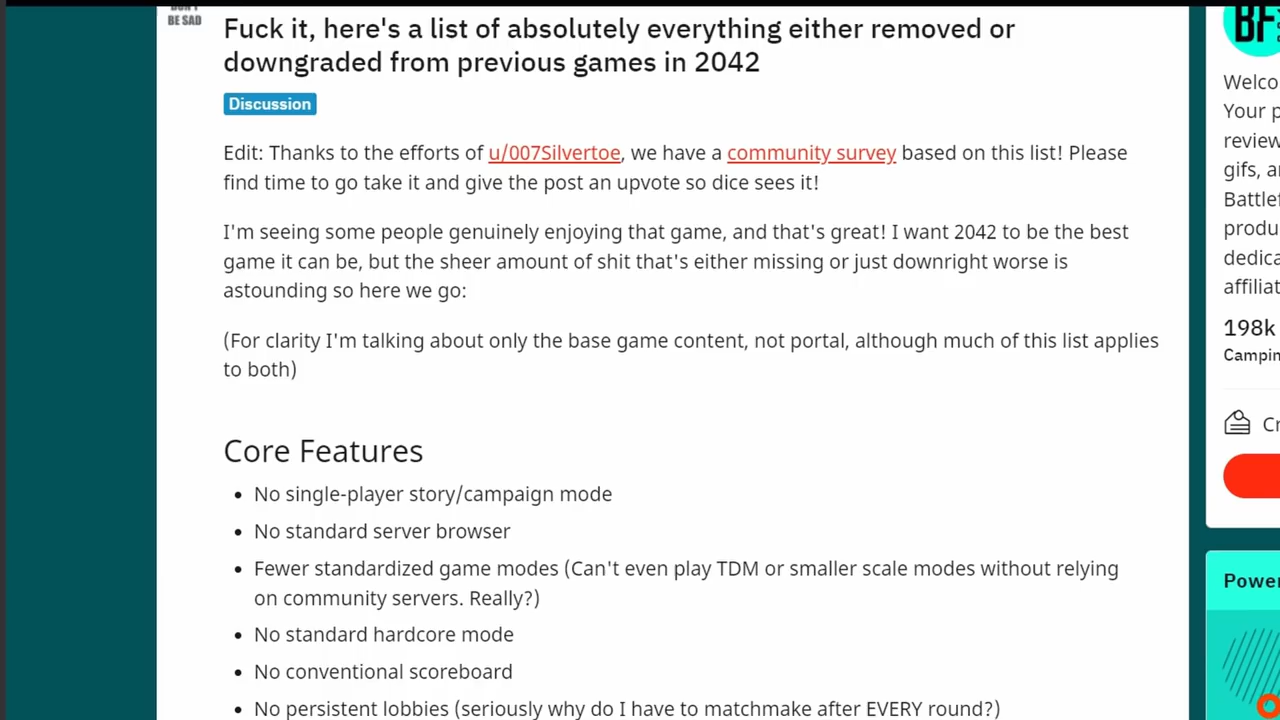 BE SAD
Fuck it, here's a list of absolutely everything either removed or
downgraded from previous games in 2042
Discussion
Edit: Thanks to the efforts of u/007Silvertoe, we have a community survey based on this list! Please
find time to go take it and give the post an upvote so dice sees it!
I'm seeing some people genuinely enjoying that game, and that's great! I want 2042 to be the best
game it can be, but the sheer amount of shit that's either missing or just downright worse is
astounding so here we go:
(For clarity I'm talking about only the base game content, not portal, although much of this list applies
to both)
Core Features
• No single-player story/campaign mode
• No standard server browser
• Fewer standardized game modes (Can't even play TDM or smaller scale modes without relying
on community servers. Really?)
• No standard hardcore mode
• No conventional scoreboard
• No persistent lobbies (seriously why do I have to matchmake after EVERY round?)
BF
Welco
Your p
review
gifs, a
Battlef
produ
dedica
affiliat
198k
Campin
Cr
Power